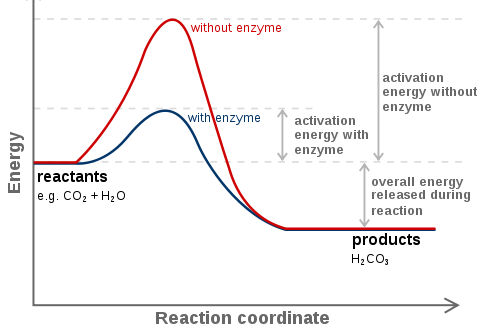 without enzyme
with enzyme
activation
energy without
enzyme
activation
energy with
enzyme
overall energy
released during
reaction
reactants
e.g. CO₂ + H₂O
products
H₂CO₃
Energy
Reaction coordinate